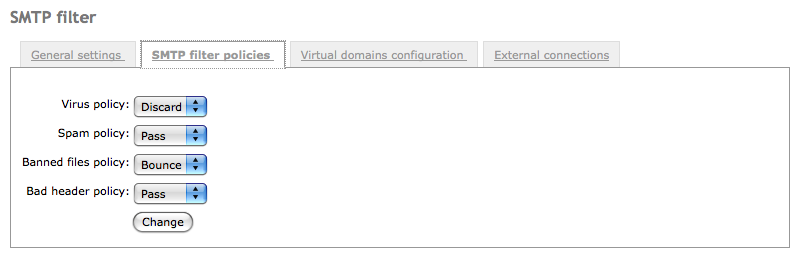 SMTP filter
General settings SMTP filter policies Virtual domains configuration External connections
Virus policy: Discard
Spam policy: Pass
Banned files policy: Bounce
Bad header policy: Pass
Change